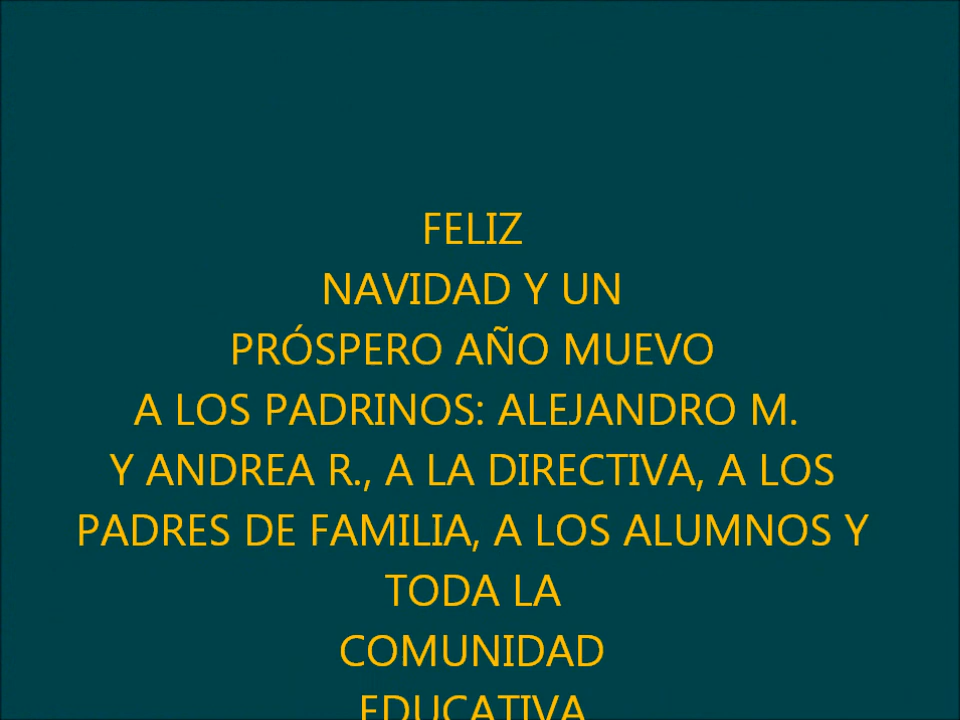 FELIZ
NAVIDAD Y UN
PRÓSPERO AÑO MUEVO
A LOS PADRINOS: ALEJANDRO M.
Y ANDREA R., A LA DIRECTIVA, A LOS
PADRES DE FAMILIA, A LOS ALUMNOS Y
TODA LA
COMUNIDAD
EDUCATIVA